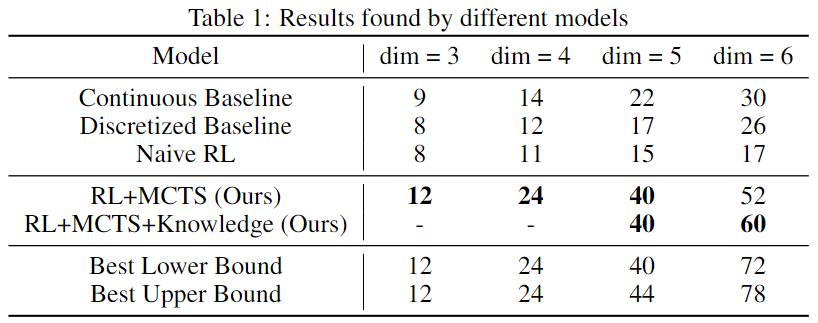 Table 1: Results found by different models
Model dim = 3 dim = 4 dim = 5 dim = 6
Continuous Baseline 9 14 22 30
Discretized Baseline 8 12 17 26
Naive RL 8 11 15 17
RL+MCTS (Ours) 12 24 40 52
RL+MCTS+Knowledge (Ours) - - 40 60
Best Lower Bound 12 24 40 72
Best Upper Bound 12 24 44 78